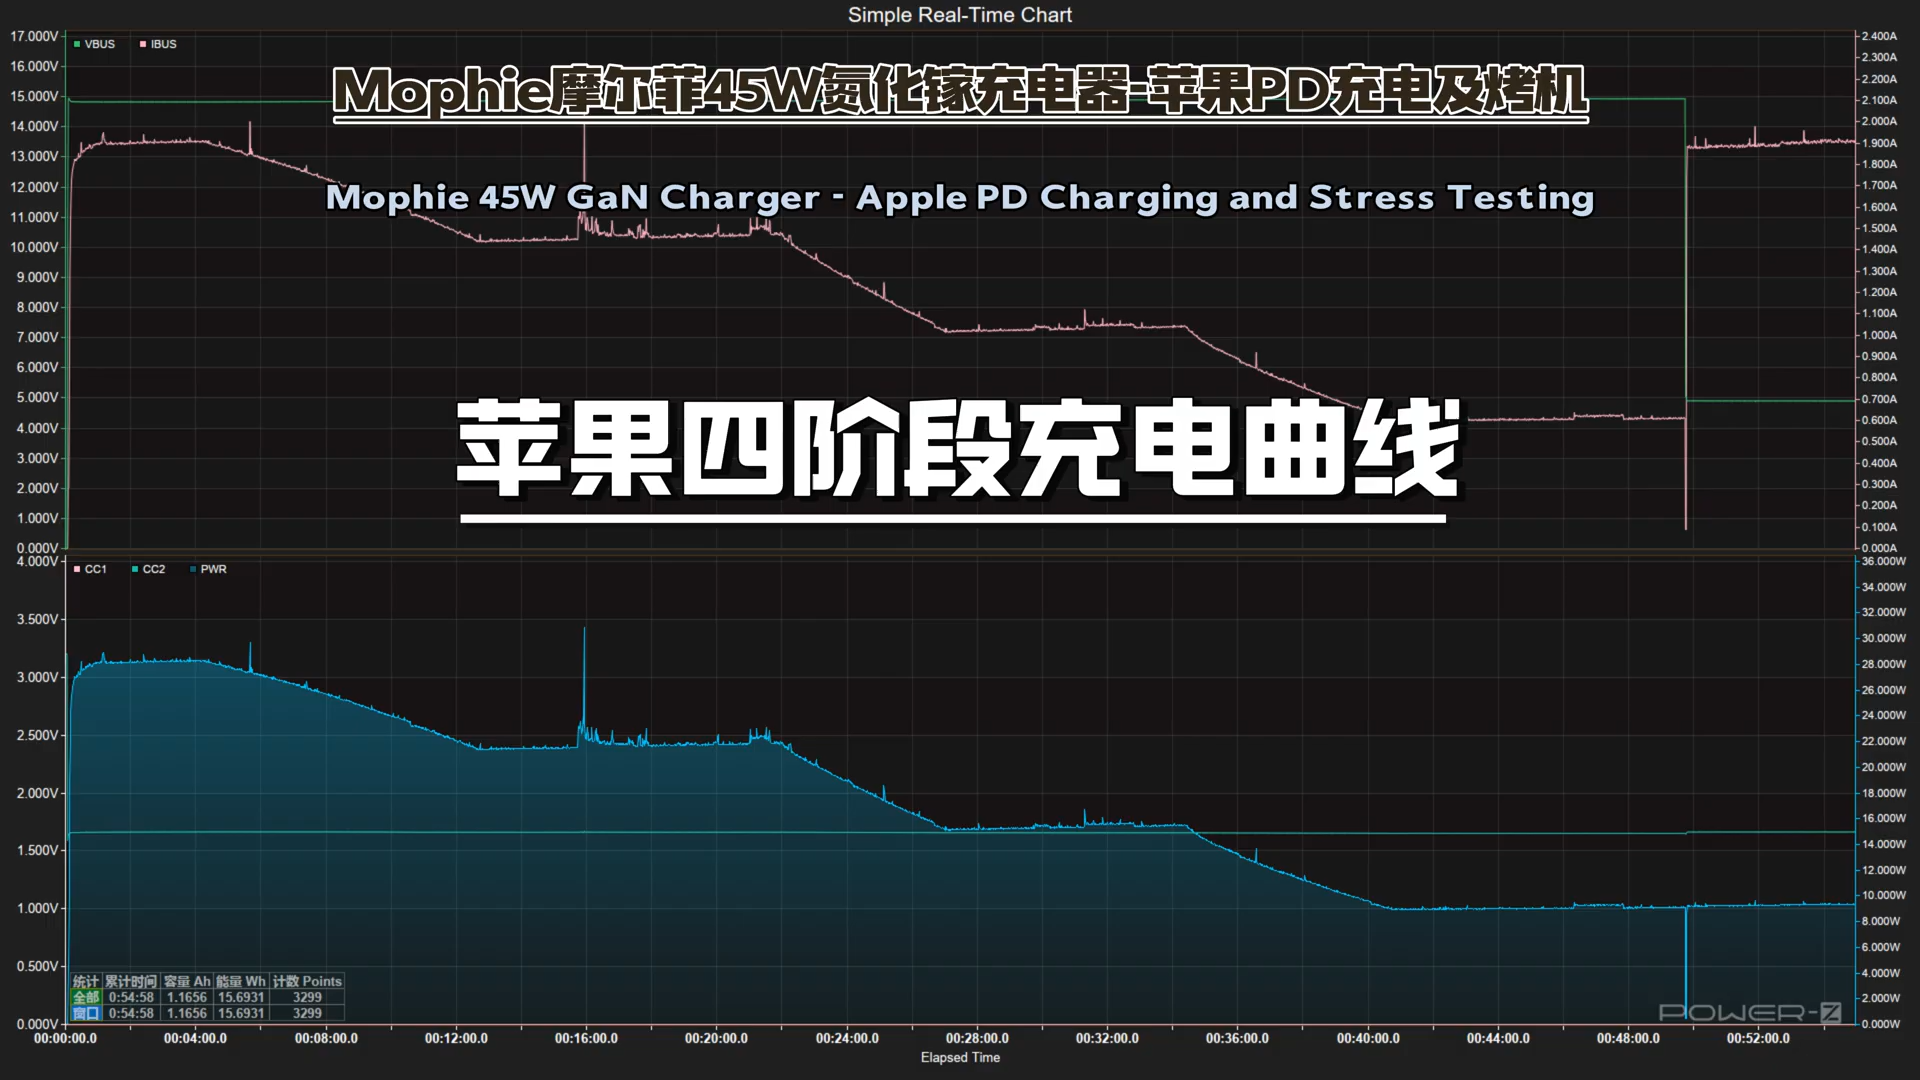 Simple Real-Time Chart
VBUS IBUS
17.000V
16.000V
15.000V
14.000V
13.000V
12.000V
11.000V
10.000V
9.000V
8.000V
7.000V
6.000V
5.000V
4.000V
3.000V
2.000V
1.000V
0.000V
2.400A
2.300A
2.200A
2.100A
2.000A
1.900A
1.800A
1.700A
1.600A
1.500A
1.400A
1.300A
1.200A
1.100A
1.000A
0.900A
0.800A
0.700A
0.600A
0.500A
0.400A
0.300A
0.200A
0.100A
0.000A
Mophie摩尔菲45W氮化镓充电器-苹果PD充电及烤机
Mophie 45W GaN Charger - Apple PD Charging and Stress Testing
苹果四阶段充电曲线
CC1 CC2 PWR
4.000V
3.500V
3.000V
2.500V
2.000V
1.500V
1.000V
0.500V
0.000V
36.000W
34.000W
32.000W
30.000W
28.000W
26.000W
24.000W
22.000W
20.000W
18.000W
16.000W
14.000W
12.000W
10.000W
8.000W
6.000W
4.000W
2.000W
0.000W
统计 累计时间 容量 Ah 能量 Wh 计数 Points
全部 0:54:58 1.1656 15.6931 3299
窗口 0:54:58 1.1656 15.6931 3299
POWER-Z
00:00:00.0 00:04:00.0 00:08:00.0 00:12:00.0 00:16:00.0 00:20:00.0 00:24:00.0 00:28:00.0 00:32:00.0 00:36:00.0 00:40:00.0 00:44:00.0 00:48:00.0 00:52:00.0
Elapsed Time